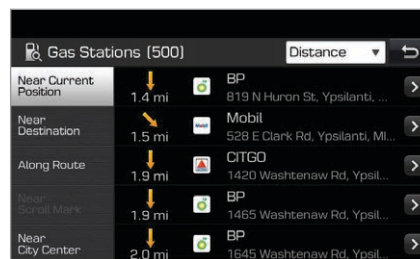 Gas Stations (500)
Distance
Near Current
Position
1.4 mi
BP
819 N Huron St, Ypsilanti, ...
Near
Destination
1.5 mi
Mobil
Mobil
528 E Clark Rd, Ypsilanti, MI...
Along Route
1.9 mi
CITGO
1420 Washtenaw Rd, Ypsil...
Near
Scroll Mark
1.9 mi
BP
1465 Washtenaw Rd, Ypsil...
Near
City Center
2.0 mi
BP
1645 Washtenaw Rd, Ypsil...